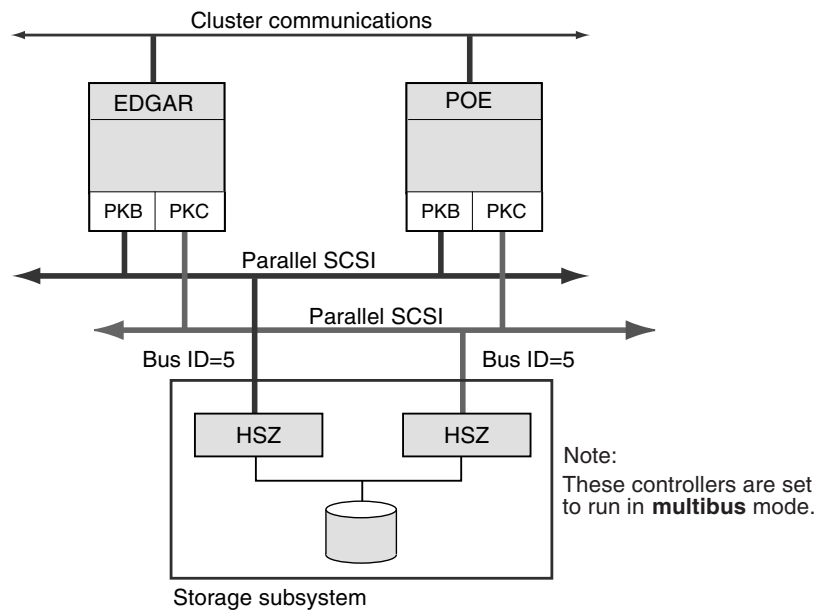 Cluster communications
EDGAR
POE
PKB
PKC
PKB
PKC
Parallel SCSI
Parallel SCSI
Bus ID=5
Bus ID=5
HSZ
HSZ
Note:
These controllers are set
to run in multibus mode.
Storage subsystem